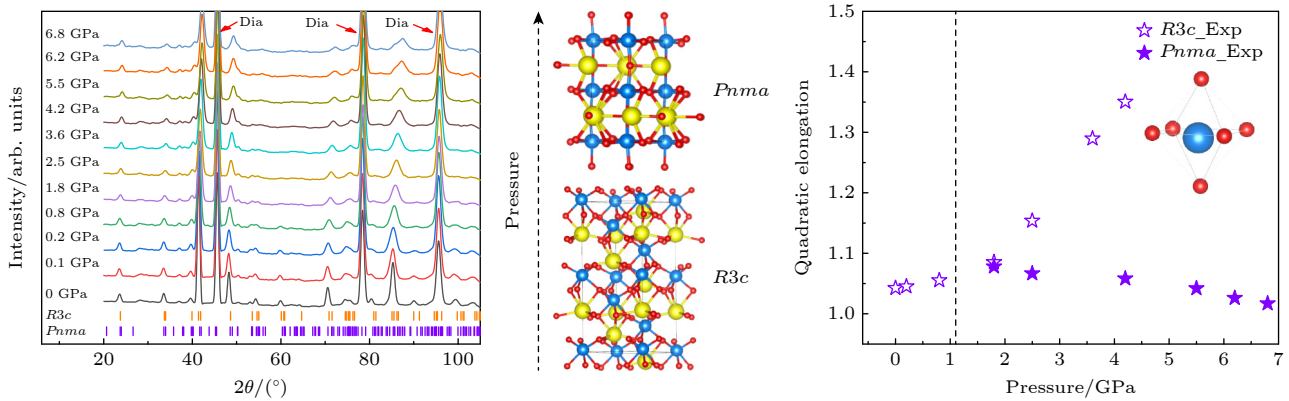 Dia
Dia
Dia
6.8 GPa
6.2 GPa
5.5 GPa
4.2 GPa
3.6 GPa
2.5 GPa
1.8 GPa
0.8 GPa
0.2 GPa
0.1 GPa
0 GPa
R3c
Pnma
Intensity/arb. units
20
40
60
80
100
2θ/(°)
Pressure
Pnma
R3c
Quadratic elongation
1.5
1.4
1.3
1.2
1.1
1.0
R3c_Exp
Pnma_Exp
0
1
2
3
4
5
6
7
Pressure/GPa